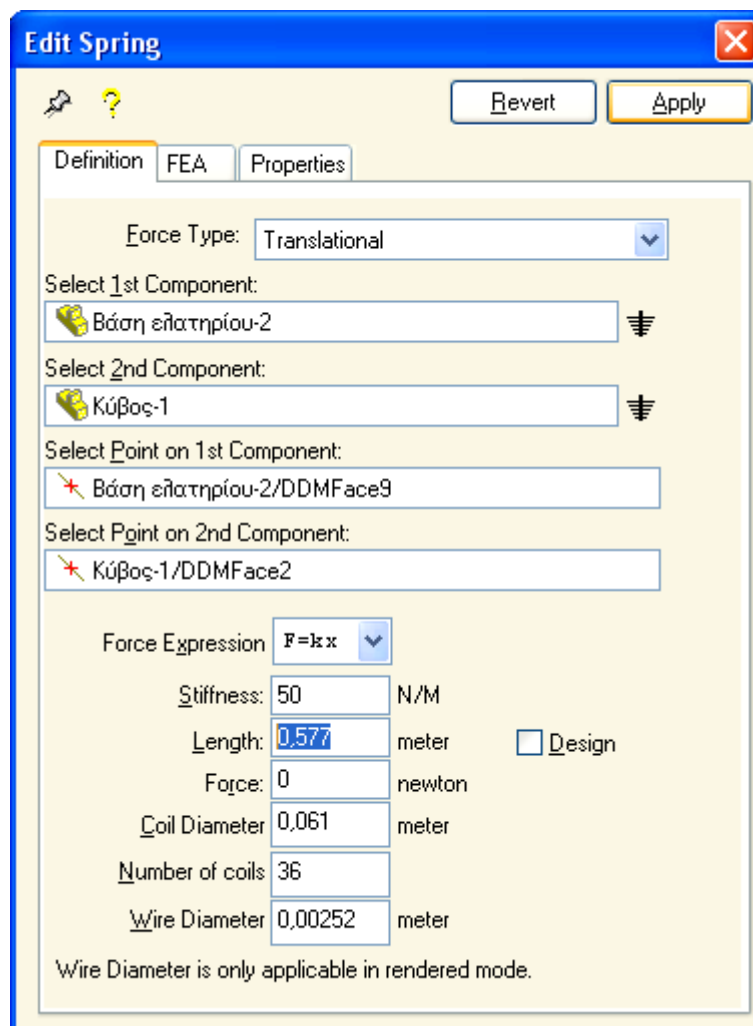 Edit Spring
?
Revert Apply
Definition FEA Properties
Force Type: Translational
Select 1st Component:
Βάση ελατηρίου-2
Select 2nd Component:
Κύβος-1
Select Point on 1st Component:
Βάση ελατηρίου-2/DDMFace9
Select Point on 2nd Component:
Κύβος-1/DDMFace2
Force Expression F=kx
Stiffness: 50 N/M
Length: 0,577 meter Design
Force: 0 newton
Coil Diameter 0,061 meter
Number of coils 36
Wire Diameter 0,00252 meter
Wire Diameter is only applicable in rendered mode.